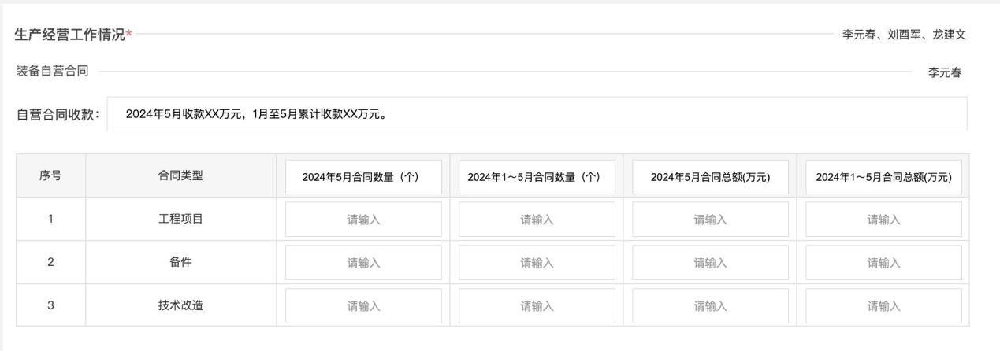 生产经营工作情况* 李元春、刘酉军、龙建文
装备自营合同 李元春
自营合同收款： 2024年5月收款XX万元，1月至5月累计收款XX万元。
序号 合同类型 2024年5月合同数量（个） 2024年1～5月合同数量（个） 2024年5月合同总额(万元) 2024年1～5月合同总额(万元)
1 工程项目 请输入 请输入 请输入 请输入
2 备件 请输入 请输入 请输入 请输入
3 技术改造 请输入 请输入 请输入 请输入